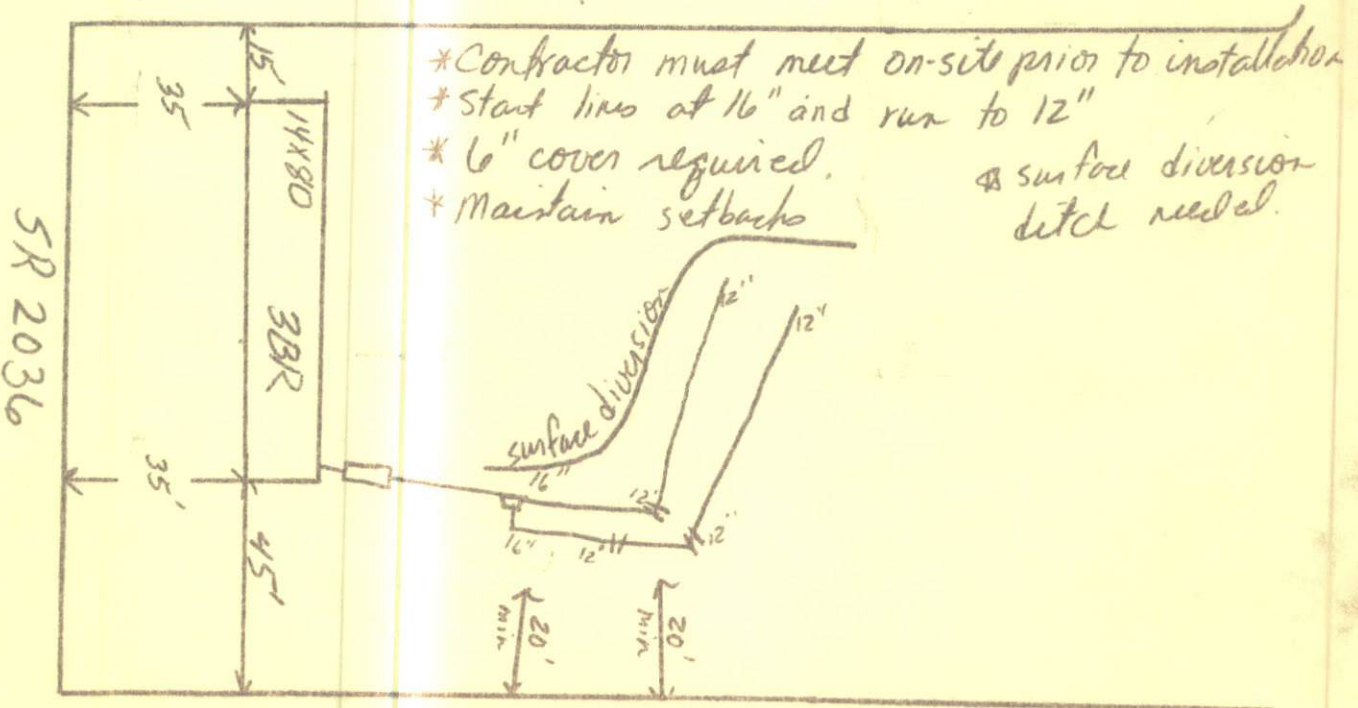 *Contractor must meet on-site prior to installation
* Start lines at 16" and run to 12"
* 6" cover required.
* Maintain setbacks
* surface diversion
ditch needed.
15'
35'
14x80
3BR
SR 2036
35'
45'
surface diversion
12"
12"
16"
12"
16"
12"
12"
20'
min
20'
min